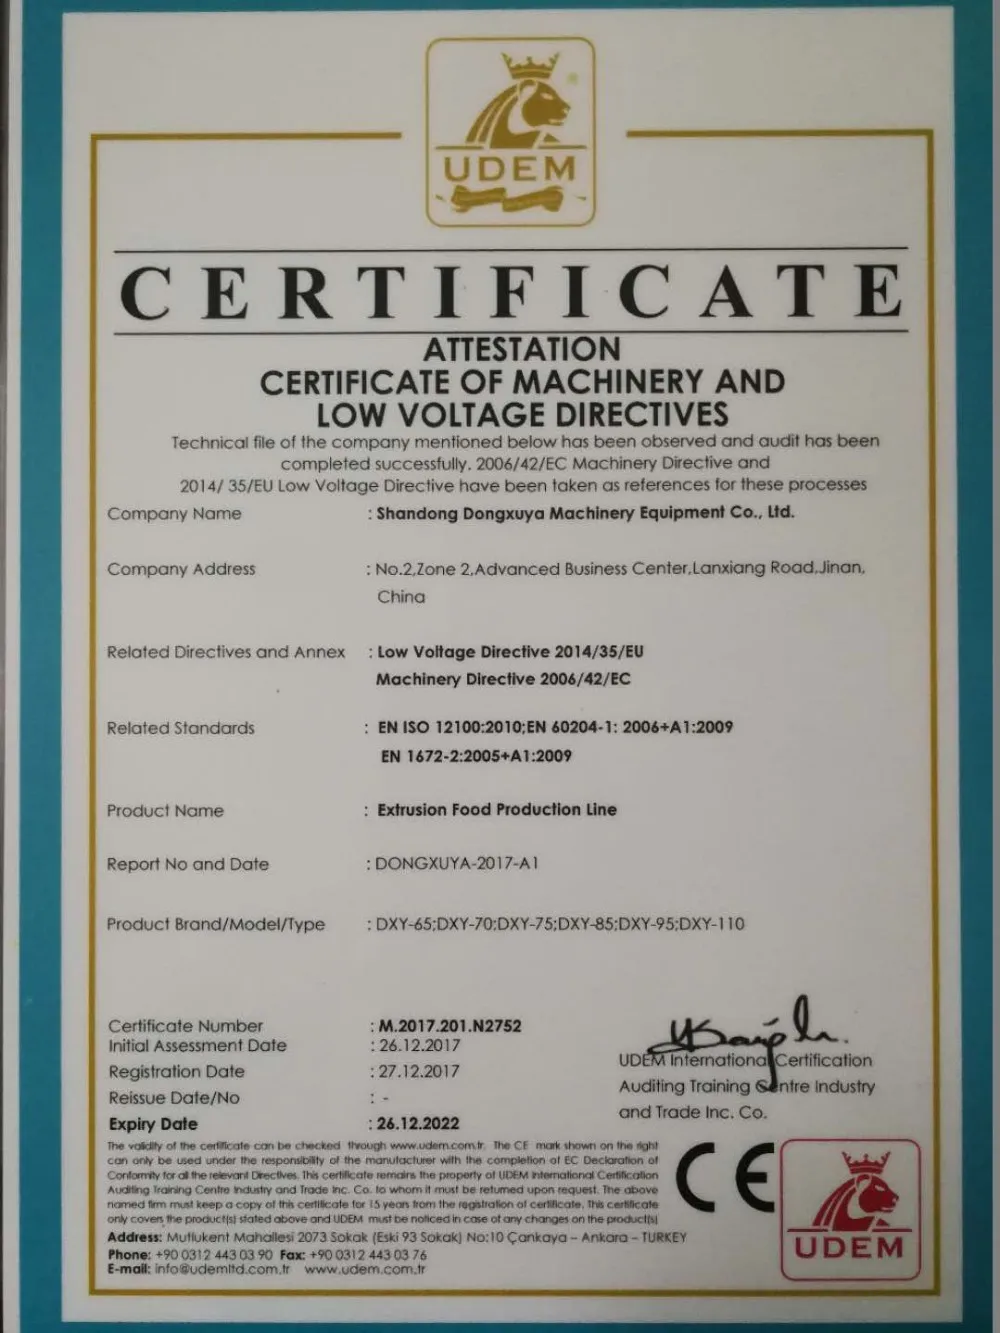 UDEM
CERTIFICATE
ATTESTATION
CERTIFICATE OF MACHINERY AND
LOW VOLTAGE DIRECTIVES
Technical file of the company mentioned below has been observed and audit has been
completed successfully. 2006/42/EC Machinery Directive and
2014/ 35/EU Low Voltage Directive have been taken as references for these processes
Company Name : Shandong Dongxuya Machinery Equipment Co., Ltd.
Company Address : No.2,Zone 2,Advanced Business Center,Lanxiang Road,Jinan,
China
Related Directives and Annex : Low Voltage Directive 2014/35/EU
Machinery Directive 2006/42/EC
Related Standards : EN ISO 12100:2010;EN 60204-1: 2006+A1:2009
EN 1672-2:2005+A1:2009
Product Name : Extrusion Food Production Line
Report No and Date : DONGXUYA-2017-A1
Product Brand/Model/Type : DXY-65;DXY-70;DXY-75;DXY-85;DXY-95;DXY-110
Certificate Number : M.2017.201.N2752
Initial Assessment Date : 26.12.2017
Registration Date : 27.12.2017
Reissue Date/No : -
Expiry Date : 26.12.2022
UDEM International Certification
Auditing Training Centre Industry
and Trade Inc. Co.
The validity of the certificate can be checked through www.udem.com.tr. The CE mark shown on the right
can only be used under the responsibility of the manufacturer with the completion of EC Declaration of
Conformity for all the relevant Directives. This certificate remains the property of UDEM International Certification
Auditing Training Centre Industry and Trade Inc. Co. to whom it must be returned upon request. The above
named firm must keep a copy of this certificate for 15 years from the registration of certificate. This certificate
only covers the product(s) stated above and UDEM must be noticed in case of any changes on the product(s)
Address: Mutlukent Mahallesi 2073 Sokak (Eski 93 Sokak) No:10 Çankaya – Ankara – TURKEY
Phone: +90 0312 443 03 90 Fax: +90 0312 443 03 76
E-mail: info@udemltd.com.tr www.udem.com.tr
CE
UDEM